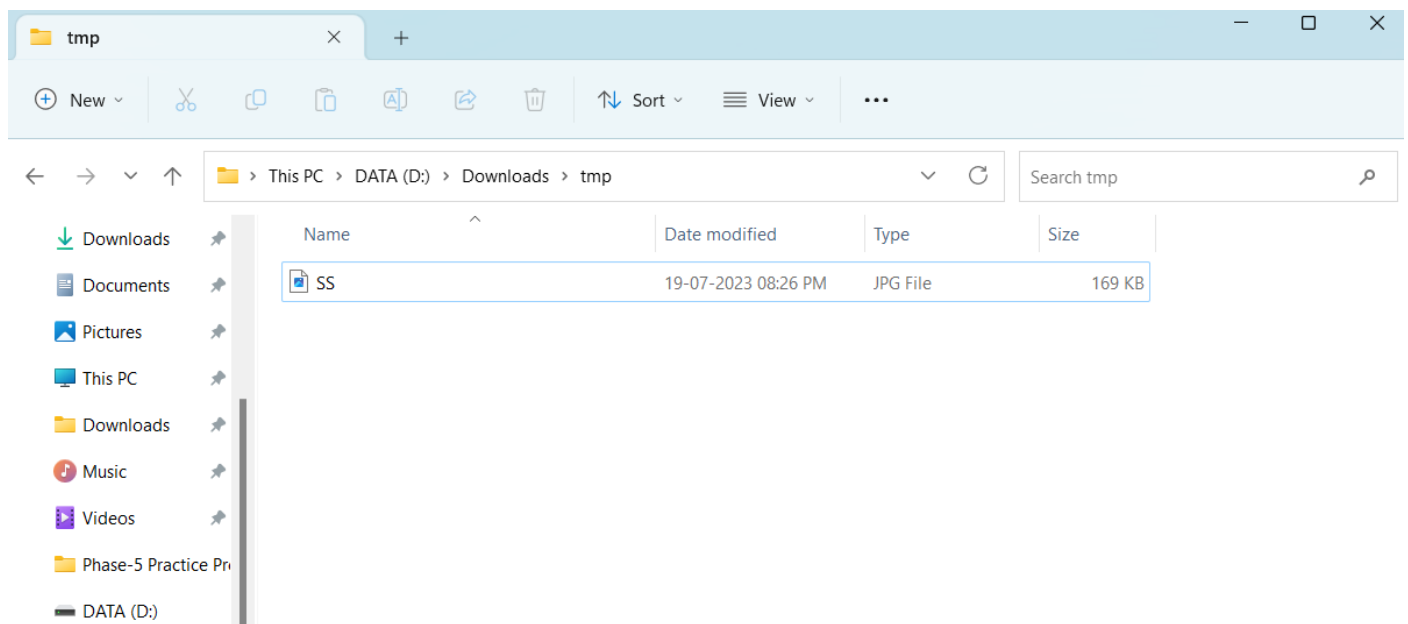 tmp
New
Sort
View
This PC > DATA (D:) > Downloads > tmp
Search tmp
Downloads
Documents
Pictures
This PC
Downloads
Music
Videos
Phase-5 Practice Pr
DATA (D:)
Name Date modified Type Size
SS 19-07-2023 08:26 PM JPG File 169 KB